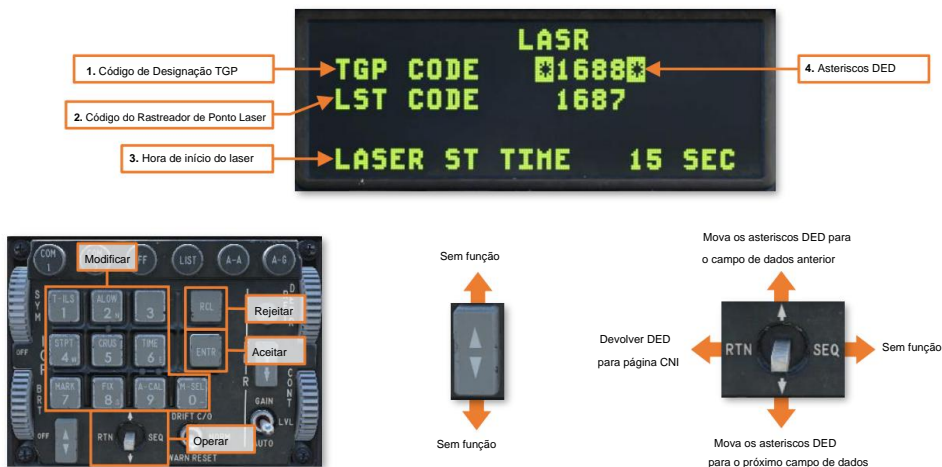 LASR
TGP CODE *1688*
LST CODE 1687
LASER ST TIME 15 SEC
1. Código de Designação TGP
2. Código do Rastreador de Ponto Laser
3. Hora de início do laser
4. Asteriscos DED
COM 1
FF
LIST
A-A
A-G
Modificar
SYM
T-ILS 1
ALOW 2 N
3
RCL
Rejeitar
STPT 4 W
CRUS 5
TIME 6 E
ENTR
Aceitar
OFF
BRT
MARK 7
FIX 8 S
A-CAL 9
M-SEL 0 -
CONT
GAIN
LVL
AUTO
DRIFT C/O
OFF
RTN
SEQ
Operar
WARN RESET
Sem função
Sem função
Mova os asteriscos DED para
o campo de dados anterior
Devolver DED
para página CNI
RTN
SEQ
Sem função
Mova os asteriscos DED
para o próximo campo de dados